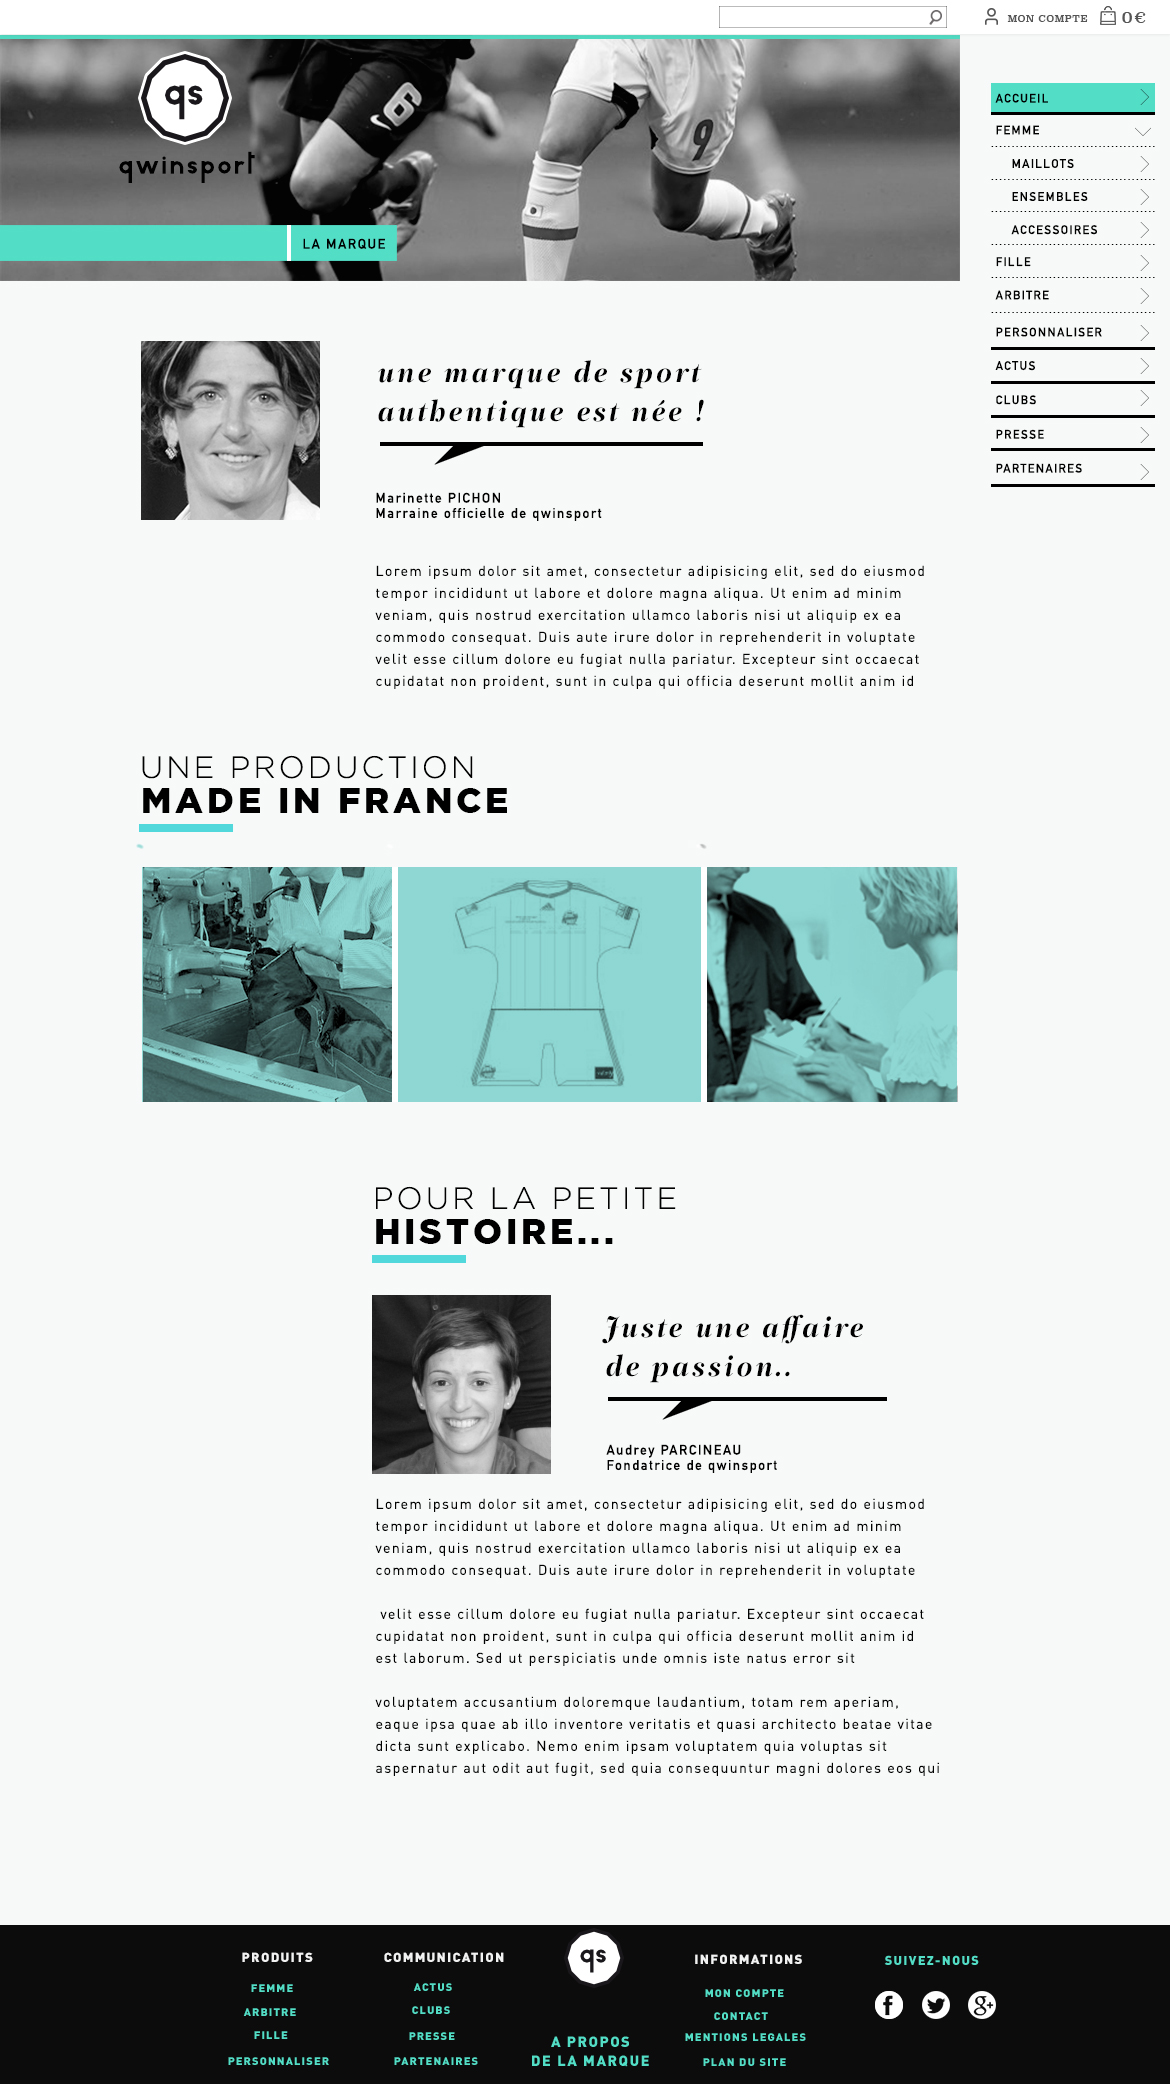 MON COMPTE
0€
qs
qwinsport
LA MARQUE
ACCUEIL
FEMME
MAILLOTS
ENSEMBLES
ACCESSOIRES
FILLE
ARBITRE
PERSONNALISER
ACTUS
CLUBS
PRESSE
PARTENAIRES
6
9
une marque de sport
authentique est née !
Marinette PICHON
Marraine officielle de qwinsport
Lorem ipsum dolor sit amet, consectetur adipisicing elit, sed do eiusmod
tempor incididunt ut labore et dolore magna aliqua. Ut enim ad minim
veniam, quis nostrud exercitation ullamco laboris nisi ut aliquip ex ea
commodo consequat. Duis aute irure dolor in reprehenderit in voluptate
velit esse cillum dolore eu fugiat nulla pariatur. Excepteur sint occaecat
cupidatat non proident, sunt in culpa qui officia deserunt mollit anim id
UNE PRODUCTION
MADE IN FRANCE
POUR LA PETITE
HISTOIRE...
Juste une affaire
de passion..
Audrey PARCINEAU
Fondatrice de qwinsport
Lorem ipsum dolor sit amet, consectetur adipisicing elit, sed do eiusmod
tempor incididunt ut labore et dolore magna aliqua. Ut enim ad minim
veniam, quis nostrud exercitation ullamco laboris nisi ut aliquip ex ea
commodo consequat. Duis aute irure dolor in reprehenderit in voluptate
velit esse cillum dolore eu fugiat nulla pariatur. Excepteur sint occaecat
cupidatat non proident, sunt in culpa qui officia deserunt mollit anim id
est laborum. Sed ut perspiciatis unde omnis iste natus error sit
voluptatem accusantium doloremque laudantium, totam rem aperiam,
eaque ipsa quae ab illo inventore veritatis et quasi architecto beatae vitae
dicta sunt explicabo. Nemo enim ipsam voluptatem quia voluptas sit
aspernatur aut odit aut fugit, sed quia consequuntur magni dolores eos qui
PRODUITS
FEMME
ARBITRE
FILLE
PERSONNALISER
COMMUNICATION
ACTUS
CLUBS
PRESSE
PARTENAIRES
qs
A PROPOS
DE LA MARQUE
INFORMATIONS
MON COMPTE
CONTACT
MENTIONS LEGALES
PLAN DU SITE
SUIVEZ-NOUS